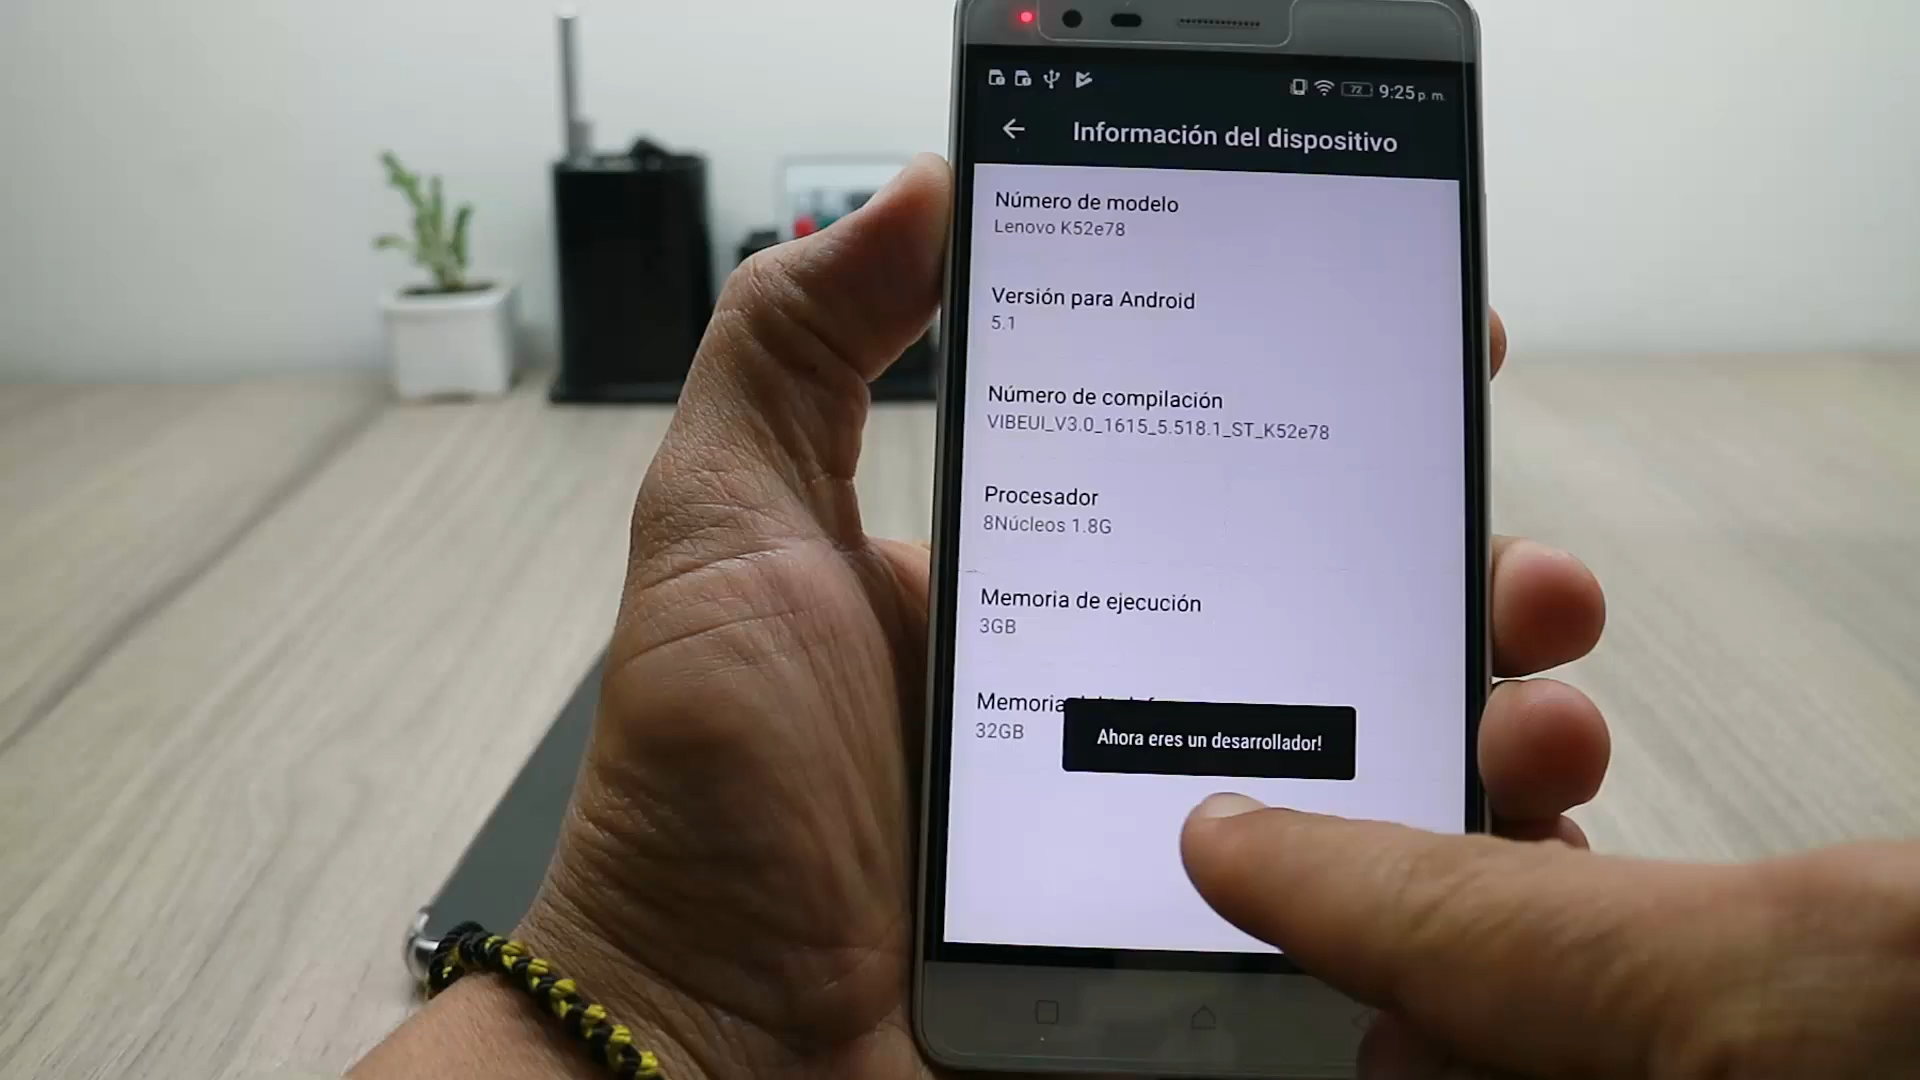 72 9:25 p. m.
Información del dispositivo
Número de modelo
Lenovo K52e78
Versión para Android
5.1
Número de compilación
VIBEUI_V3.0_1615_5.518.1_ST_K52e78
Procesador
8Núcleos 1.8G
Memoria de ejecución
3GB
Memoria
32GB
Ahora eres un desarrollador!